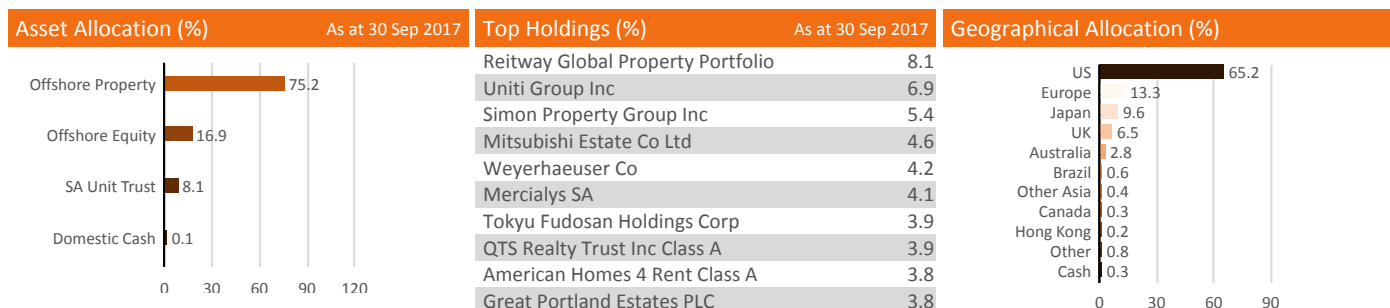 Asset Allocation (%) As at 30 Sep 2017
Offshore Property 75.2
Offshore Equity 16.9
SA Unit Trust 8.1
Domestic Cash 0.1
0 30 60 90 120
Top Holdings (%) As at 30 Sep 2017
Reitway Global Property Portfolio 8.1
Uniti Group Inc 6.9
Simon Property Group Inc 5.4
Mitsubishi Estate Co Ltd 4.6
Weyerhaeuser Co 4.2
Mercialys SA 4.1
Tokyu Fudosan Holdings Corp 3.9
QTS Realty Trust Inc Class A 3.9
American Homes 4 Rent Class A 3.8
Great Portland Estates PLC 3.8
Geographical Allocation (%)
US 65.2
Europe 13.3
Japan 9.6
UK 6.5
Australia 2.8
Brazil 0.6
Other Asia 0.4
Canada 0.3
Hong Kong 0.2
Other 0.8
Cash 0.3
0 30 60 90